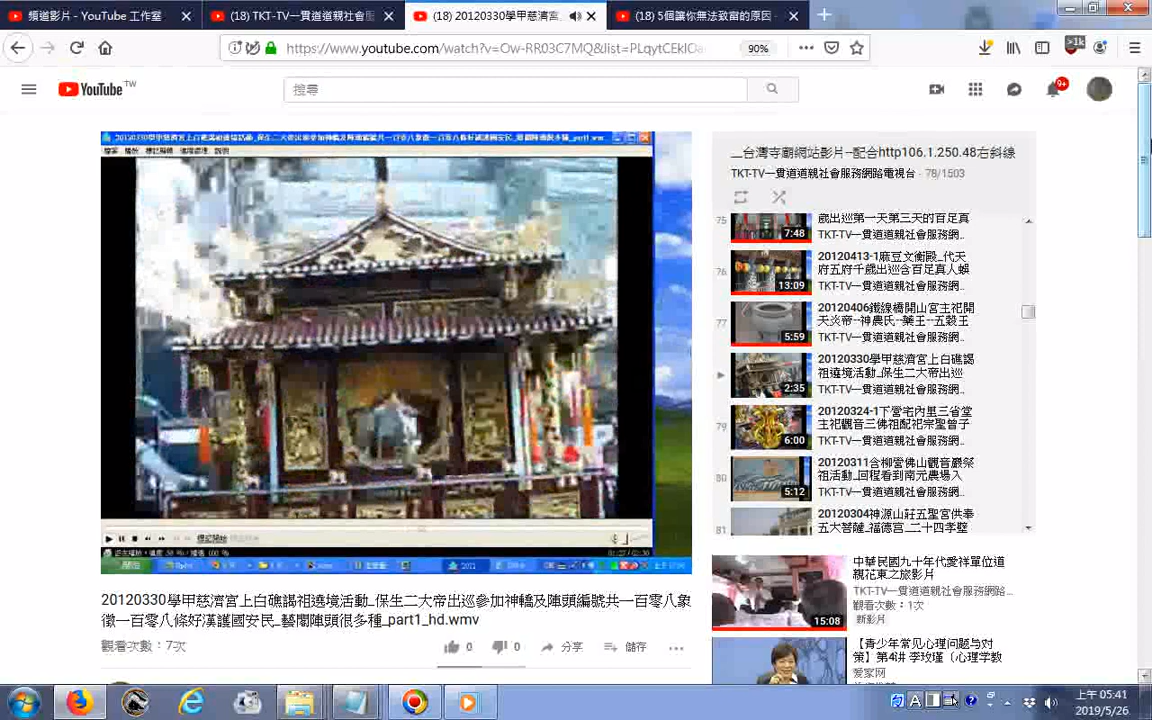 頻道影片 - YouTube 工作室
(18) TKT-TV一貫道道親社會服
(18) 20120330學甲慈濟宮
(18) 5個讓你無法致富的原因
https://www.youtube.com/watch?v=Ow-RR03C7MQ&list=PLqytCEklC
90%
>1k
YouTube TW
搜尋
9+
20120330學甲慈濟宮上白礁謁祖遶境活動_保生二大帝出巡參加神轎及陣頭編號共一百零八象徵一百零八條好漢護國安民_藝閣陣頭很多種_part1_hd.wmv
觀看次數：7次
0
0
分享
儲存
_台灣寺廟網站影片--配合http106.1.250.48右斜線
TKT-TV一貫道道親社會服務網路電視台 - 78/1503
75
7:48
歲出巡第一天第三天的百足真
TKT-TV一貫道道親社會服務網..
76
13:09
20120413-1麻豆文衡殿_代天
府五府千歲出巡含百足真人蜈
TKT-TV一貫道道親社會服務網..
77
5:59
20120406鐵線橋開山宮主祀開
天炎帝--神農氏--藥王--五穀王
TKT-TV一貫道道親社會服務網..
2:35
20120330學甲慈濟宮上白礁謁
祖遶境活動_保生二大帝出巡
TKT-TV一貫道道親社會服務網..
79
6:00
20120324-1下營宅內里三省堂
主祀觀音三佛祖配祀宗聖曾子
TKT-TV一貫道道親社會服務網..
80
5:12
20120311含柳營佛山觀音巖祭
祖活動_回程看到南元農場入
TKT-TV一貫道道親社會服務網..
81
20120304神源山莊五聖宮供奉
五大菩薩_福德宮_二十四孝壁
15:08
中華民國九十年代愛祥單位道
親花東之旅影片
TKT-TV一貫道道親社會服務網路...
觀看次數：1次
新影片
【青少年常见心理问题与对
策】第4讲 李玫瑾（心理学教
爱家网
上午 05:41
2019/5/26